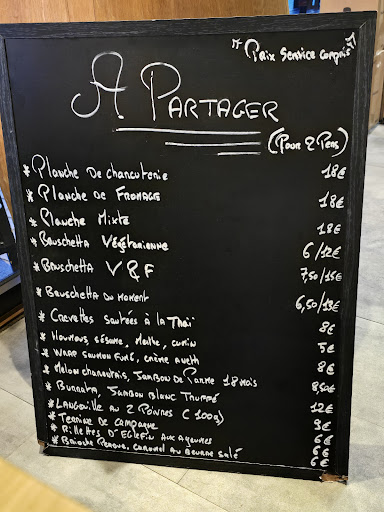 Prix Service Compris
A PARTAGER
(Pour 2 Pers)
* Planche De charcuterie 18€
* Planche de Fromage 18€
* Planche Mixte 18€
* Bruschetta Végétarienne 6/12€
* Bruschetta V&F 7,50/15€
* Bruschetta du moment 6,50/13€
* Crevettes sautées à la Thaï 8€
* Houmous, sésame, Menthe, cumin 5€
* Wrap saumon fumé, crème aneth 8€
* Melon charentais, Jambon De Parme 18 mois 8,50€
* Burratta, Jambon Blanc Truffé 12€
* Langouille au 2 Poivres (100g) 9€
* Terrine de campagne 6€
* Rillettes D'Eglefin aux agrumes 6€
* Brioche Perdue, caramel au beurre salé 6€